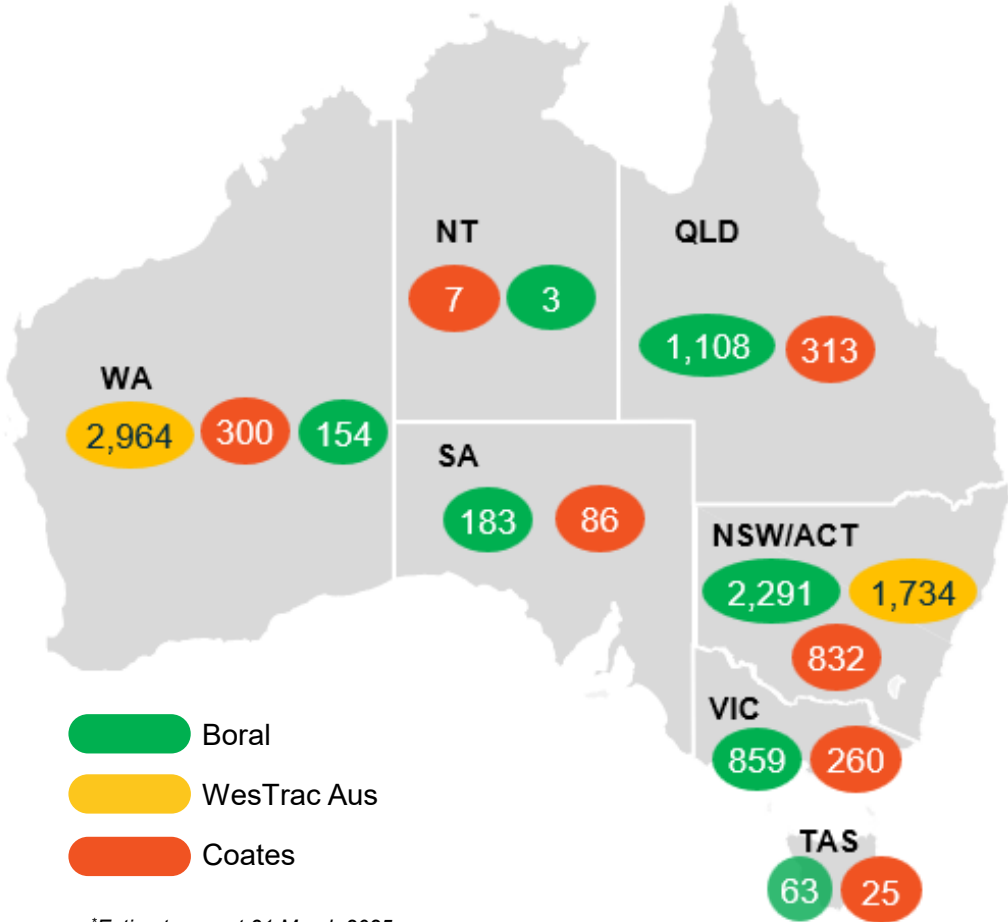 NT
QLD
7 3
1,108 313
WA
2,964 300 154
SA
183 86
NSW/ACT
2,291 1,734
832
VIC
859 260
Boral
WesTrac Aus
Coates
TAS
63 25